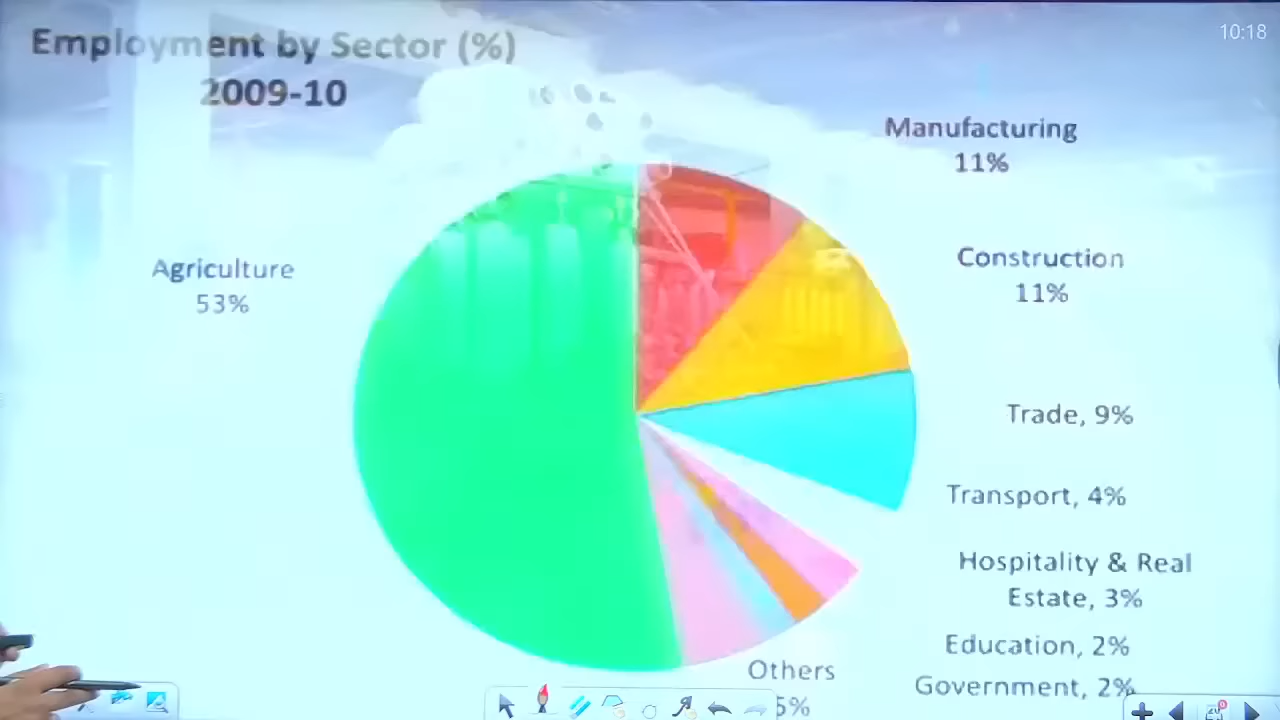 Employment by Sector (%)
2009-10
10:18
Manufacturing
11%
Construction
11%
Agriculture
53%
Trade, 9%
Transport, 4%
Hospitality & Real
Estate, 3%
Education, 2%
Government, 2%
Others
5%